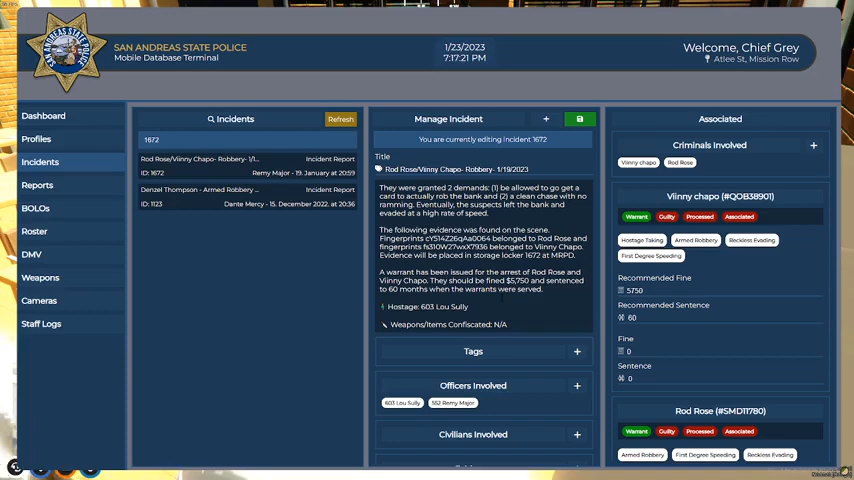 SAN ANDREAS STATE POLICE
Mobile Database Terminal
1/23/2023
7:17:21 PM
Welcome, Chief Grey
Atlee St, Mission Row
Dashboard
Profiles
Incidents
Reports
BOLOs
Roster
DMV
Weapons
Cameras
Staff Logs
Incidents
Refresh
1672
Rod Rose/Viinny Chapo- Robbery- 1/1... Incident Report
ID: 1672 Remy Major - 19. January at 20:59
Denzel Thompson - Armed Robbery ... Incident Report
ID: 1123 Dante Mercy - 15. December 2022. at 20:36
Manage Incident
+
You are currently editing incident 1672
Title
Rod Rose/Viinny Chapo- Robbery- 1/19/2023
They were granted 2 demands: (1) be allowed to go get a
card to actually rob the bank and (2) a clean chase with no
ramming. Eventually, the suspects left the bank and
evaded at a high rate of speed.
The following evidence was found on the scene.
Fingerprints cY514Z26qAa0064 belonged to Rod Rose and
fingerprints fs310W27wxX7936 belonged to Viinny Chapo.
Evidence will be placed in storage locker 1672 at MRPD.
A warrant has been issued for the arrest of Rod Rose and
Viinny Chapo. They should be fined $5,750 and sentenced
to 60 months when the warrants were served.
Hostage: 603 Lou Sully
Weapons/Items Confiscated: N/A
Tags +
Officers Involved +
603 Lou Sully 552 Remy Major
Civilians Involved +
Associated
Criminals Involved +
Viinny chapo Rod Rose
Viinny chapo (#QOB38901)
Warrant Guilty Processed Associated
Hostage Taking Armed Robbery Reckless Evading
First Degree Speeding
Recommended Fine
5750
Recommended Sentence
60
Fine
0
Sentence
0
Rod Rose (#SMD11780)
Warrant Guilty Processed Associated
Armed Robbery First Degree Speeding Reckless Evading